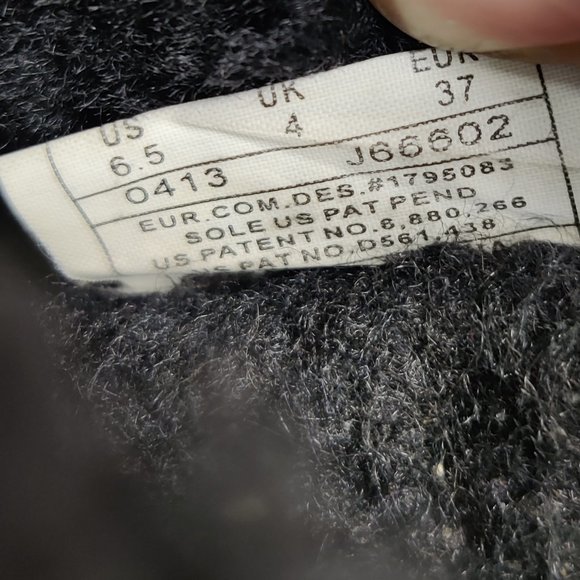 US UK EUR
6.5 4 37
0413 J66602
EUR.COM.DES.#1795083
SOLE US PAT PEND
US PATENT NO.6,880,266
US PAT NO.D561,438